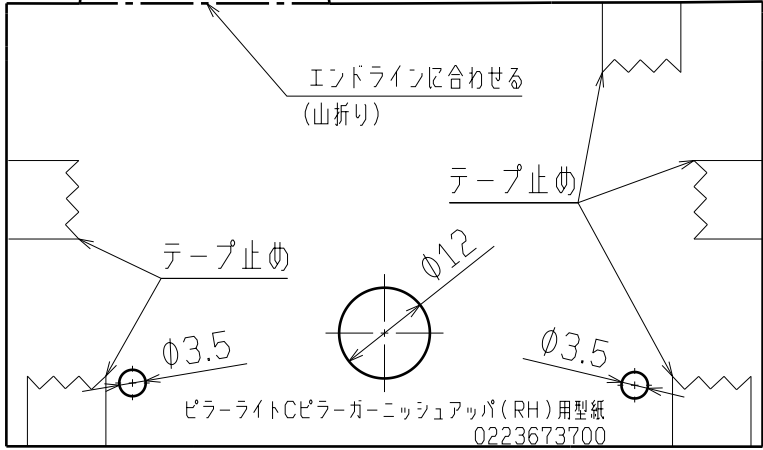 エンドラインに合わせる
(山折り)
テープ止め
テープ止め
φ12
φ3.5
φ3.5
ピラーライトCピラーガーニッシュアッパ(RH)用型紙
0223673700